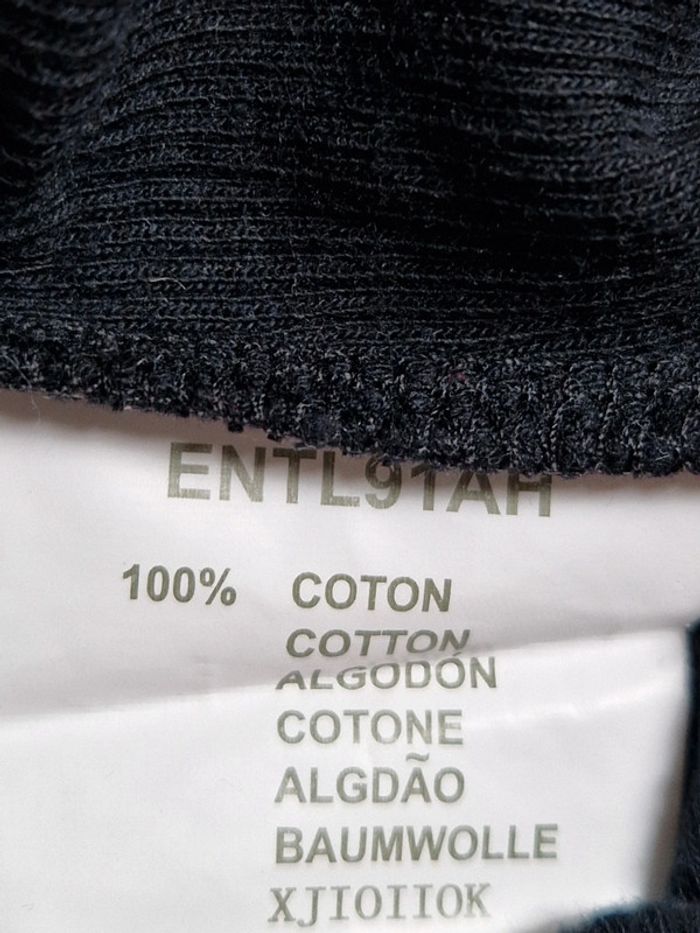 ENTL91AH
100% COTON
COTTON
ALGODÓN
COTONE
ALGDÃO
BAUMWOLLE
XJIOIIOK